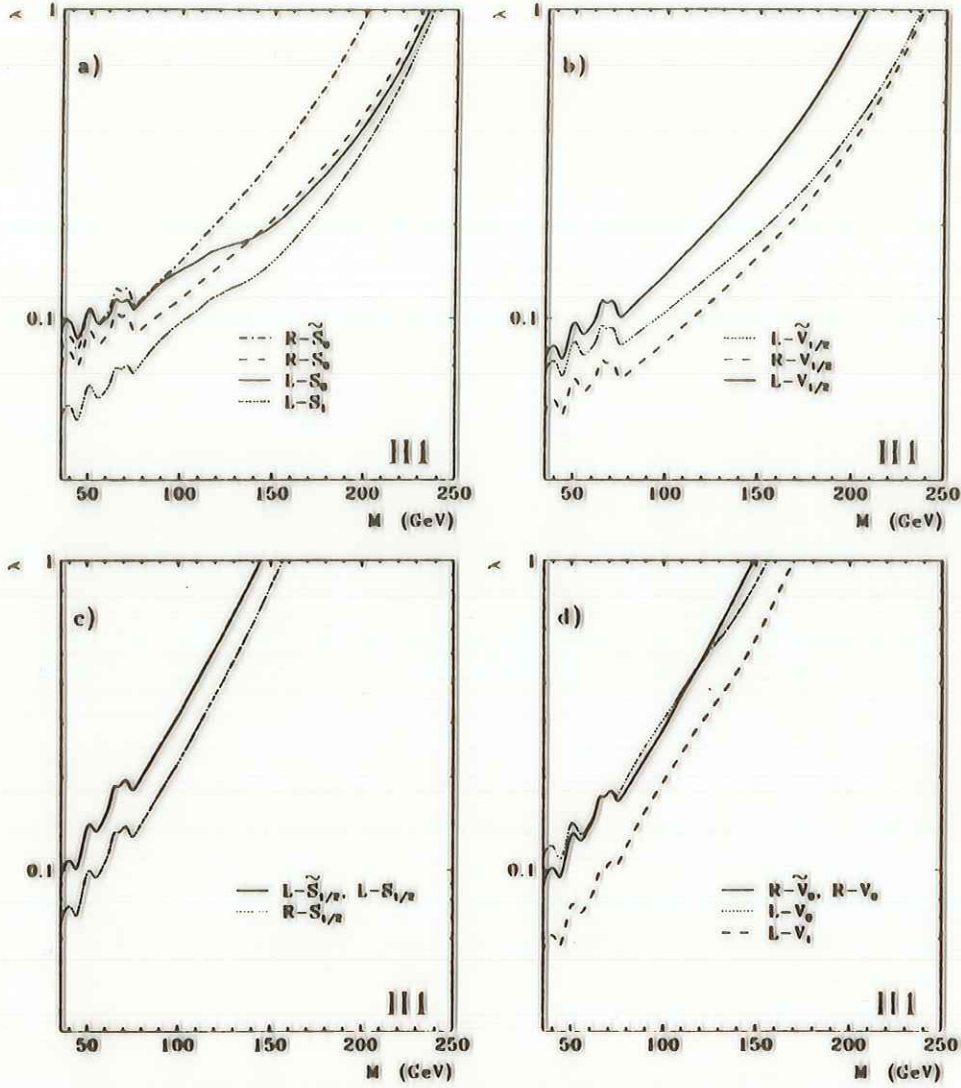 λ
1
a)
0.1
R-S̃₀
R-S₀
L-S₀
L-S₁
H1
50 100 150 200 250
M (GeV)
λ
1
b)
0.1
L-Ṽ₁/₂
R-V₁/₂
L-V₁/₂
H1
50 100 150 200 250
M (GeV)
λ
1
c)
0.1
L-S̃₁/₂, L-S₁/₂
R-S₁/₂
H1
50 100 150 200 250
M (GeV)
λ
1
d)
0.1
R-Ṽ₀, R-V₀
L-V₀
L-V₁
H1
50 100 150 200 250
M (GeV)